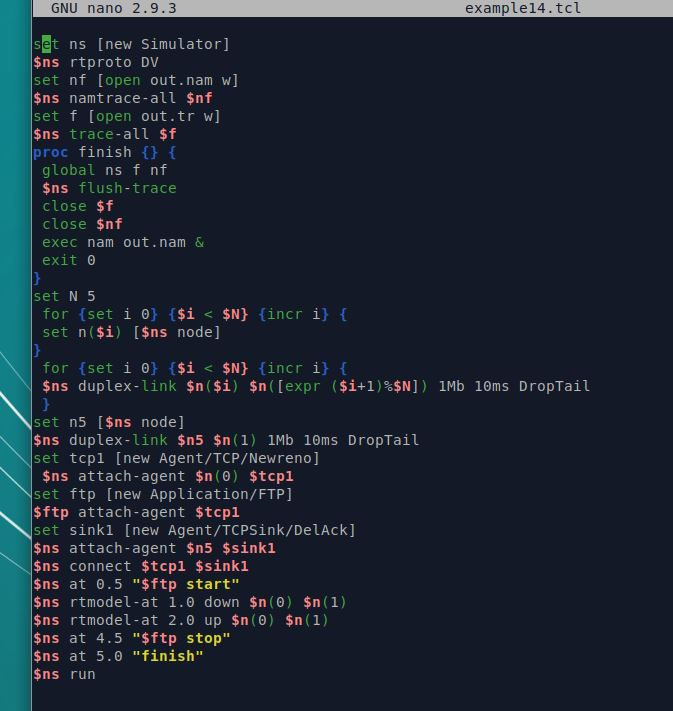 GNU nano 2.9.3 example14.tcl
set ns [new Simulator]
$ns rtproto DV
set nf [open out.nam w]
$ns namtrace-all $nf
set f [open out.tr w]
$ns trace-all $f
proc finish {} {
 global ns f nf
 $ns flush-trace
 close $f
 close $nf
 exec nam out.nam &
 exit 0
}
set N 5
 for {set i 0} {$i < $N} {incr i} {
 set n($i) [$ns node]
}
 for {set i 0} {$i < $N} {incr i} {
 $ns duplex-link $n($i) $n([expr ($i+1)%$N]) 1Mb 10ms DropTail
 }
set n5 [$ns node]
$ns duplex-link $n5 $n(1) 1Mb 10ms DropTail
set tcp1 [new Agent/TCP/Newreno]
 $ns attach-agent $n(0) $tcp1
set ftp [new Application/FTP]
$ftp attach-agent $tcp1
set sink1 [new Agent/TCPSink/DelAck]
$ns attach-agent $n5 $sink1
$ns connect $tcp1 $sink1
$ns at 0.5 "$ftp start"
$ns rtmodel-at 1.0 down $n(0) $n(1)
$ns rtmodel-at 2.0 up $n(0) $n(1)
$ns at 4.5 "$ftp stop"
$ns at 5.0 "finish"
$ns run